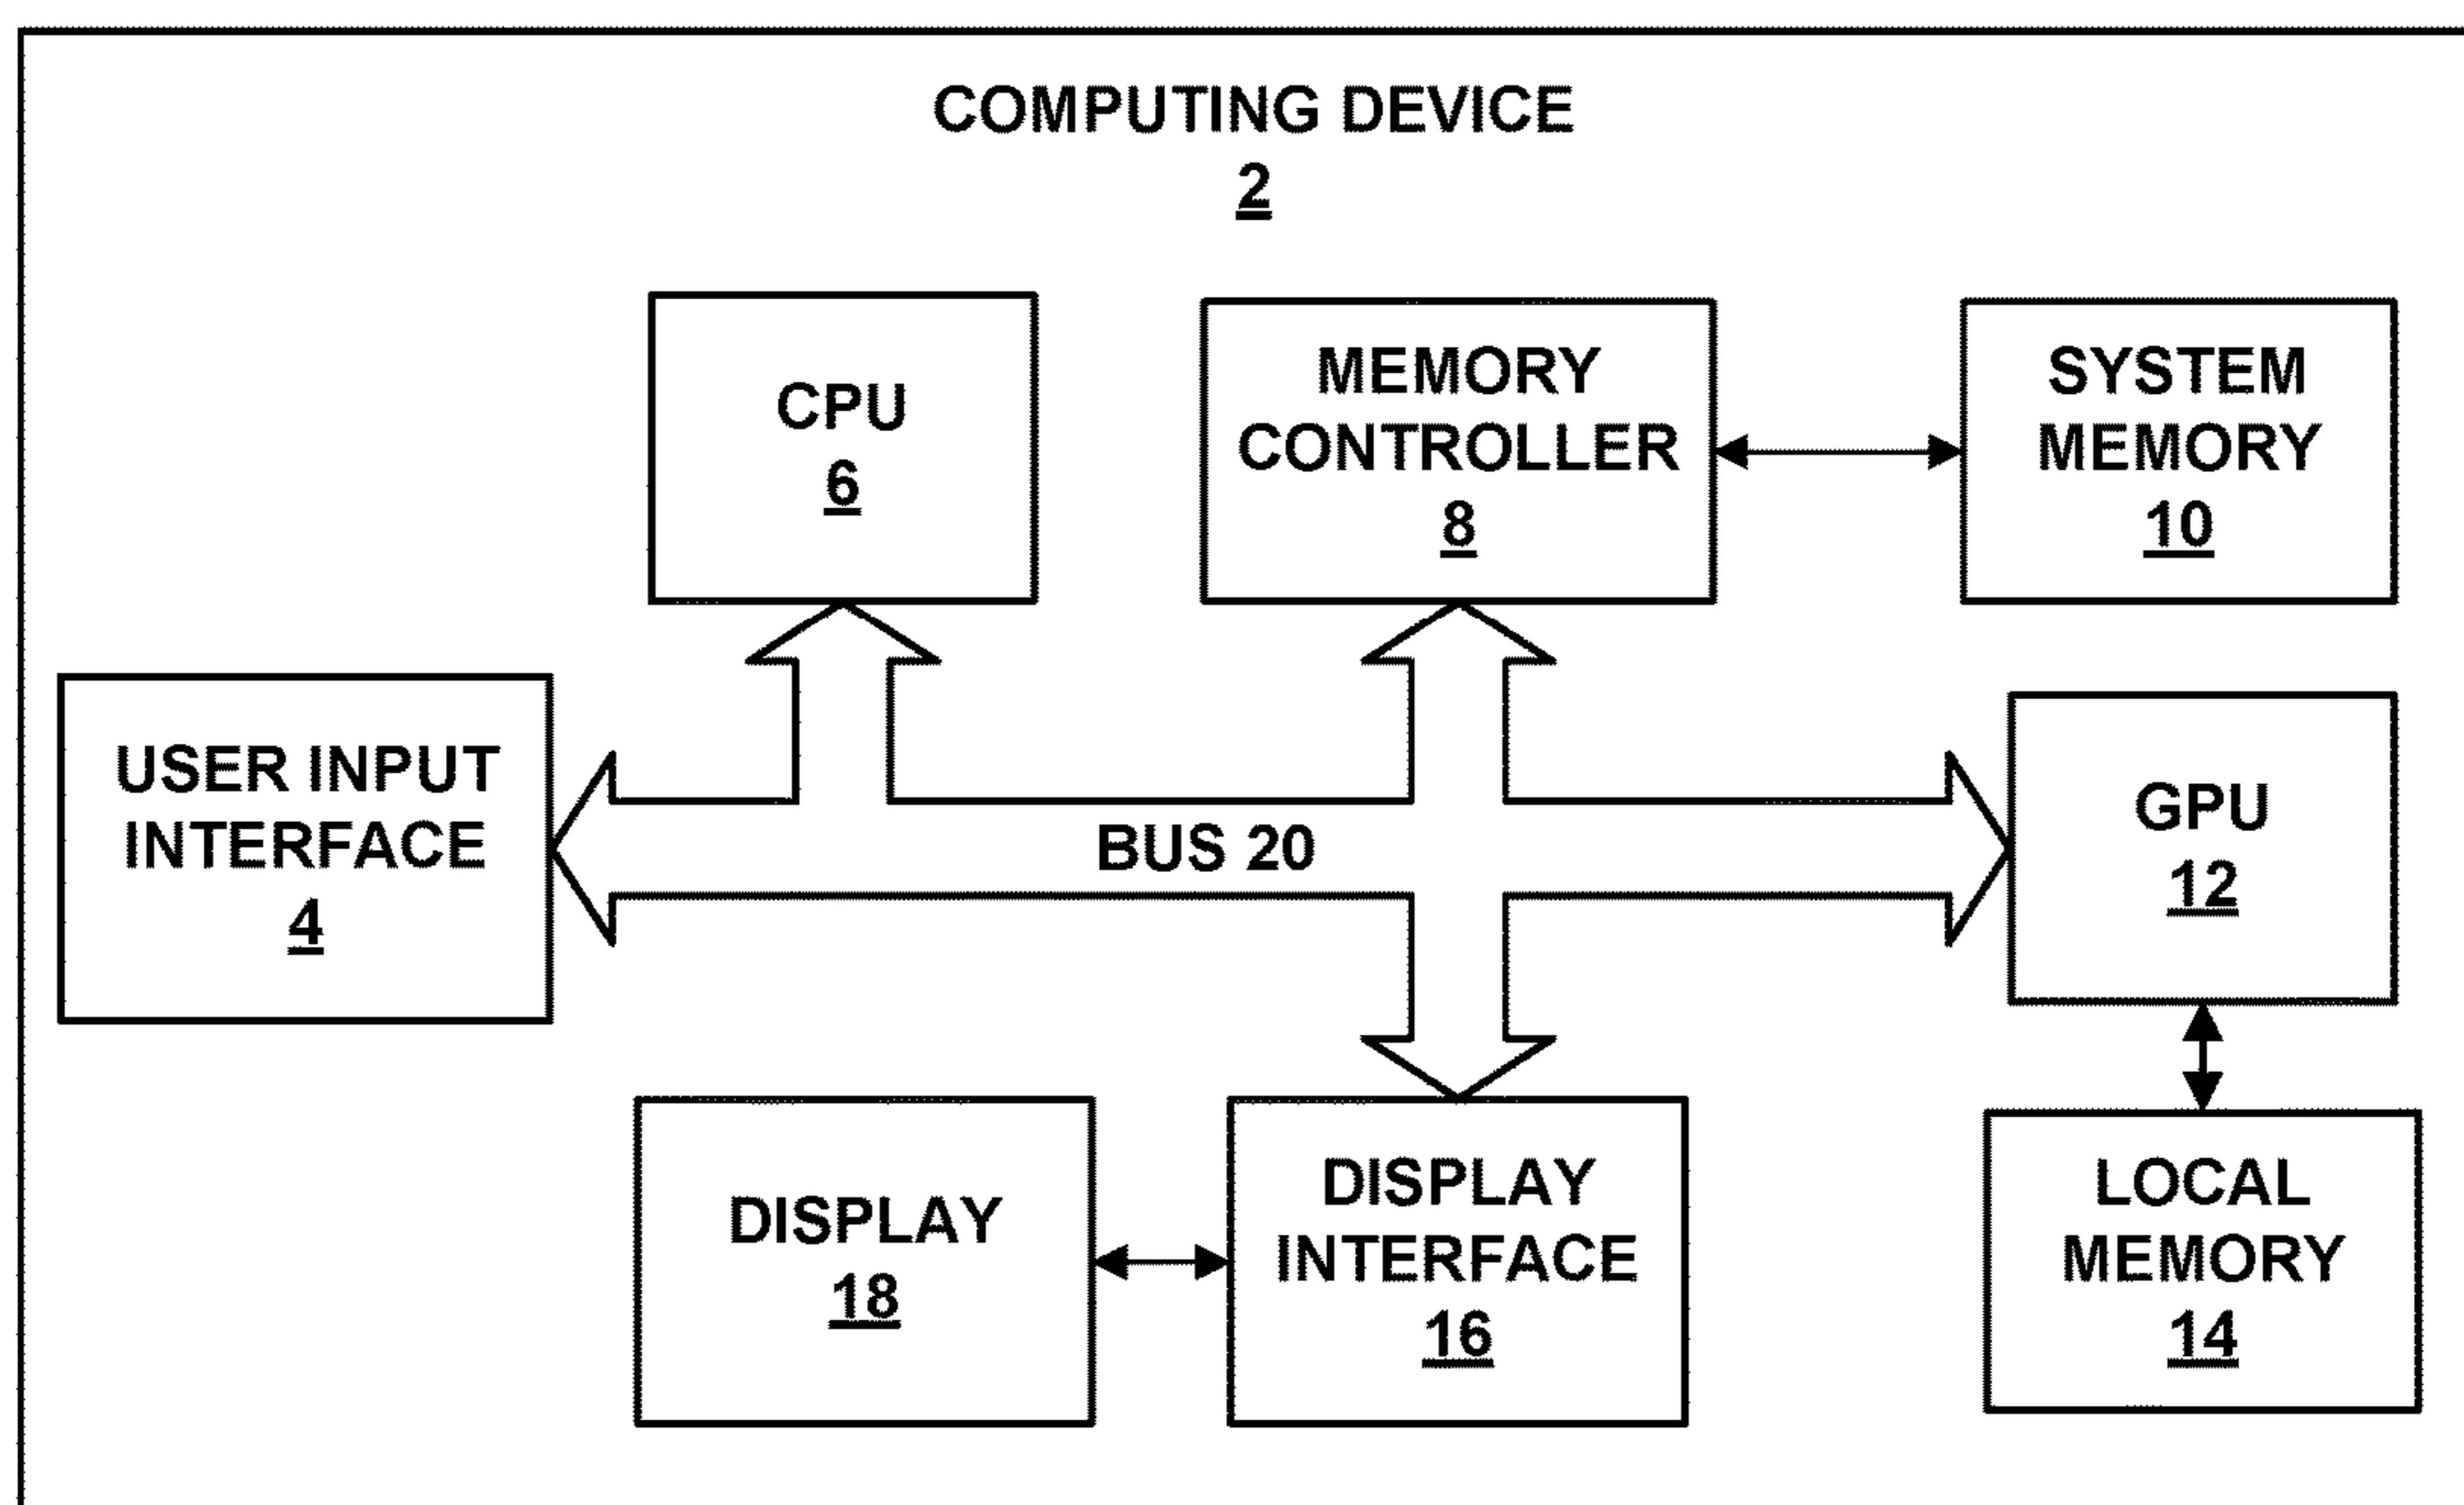 COMPUTING DEVICE
2
CPU
6
MEMORY
CONTROLLER
8
SYSTEM
MEMORY
10
USER INPUT
INTERFACE
4
BUS 20
GPU
12
DISPLAY
18
DISPLAY
INTERFACE
16
LOCAL
MEMORY
14